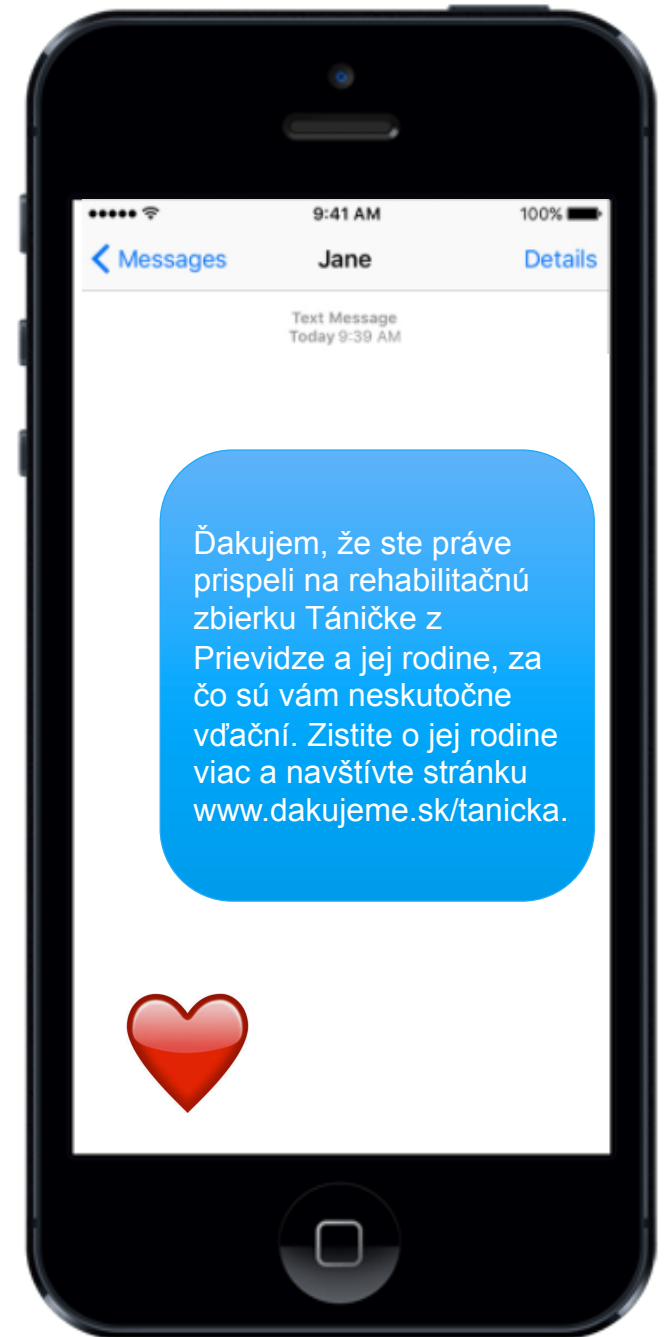 9:41 AM 100%
Messages Jane Details
Text Message
Today 9:39 AM
Ďakujem, že ste práve
prispeli na rehabilitačnú
zbierku Táničke z
Prievidze a jej rodine, za
čo sú vám neskutočne
vďační. Zistite o jej rodine
viac a navštívte stránku
www.dakujeme.sk/tanicka.